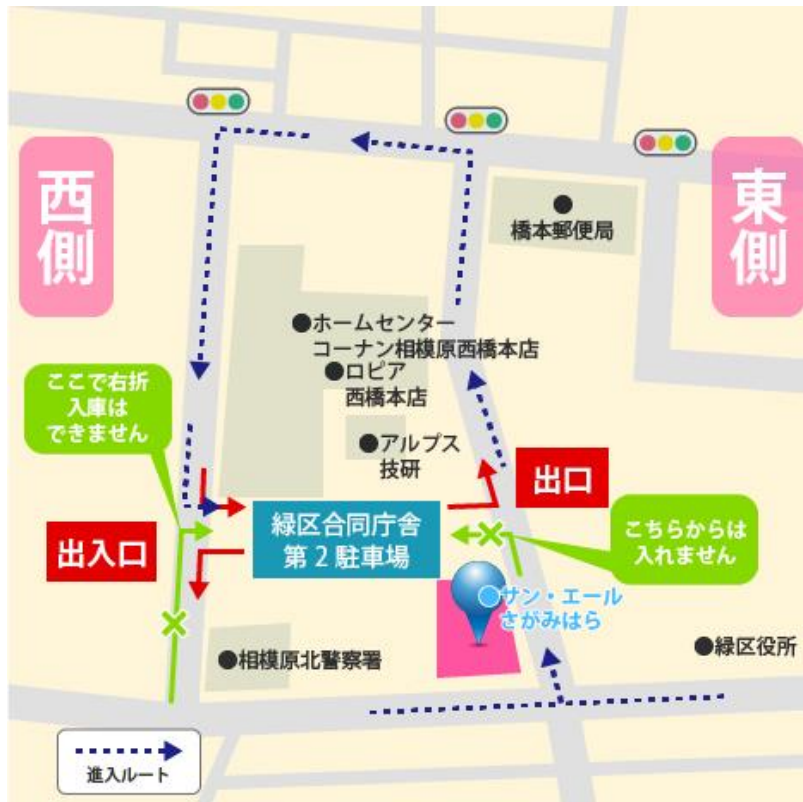 西側
東側
橋本郵便局
ホームセンター
コーナン相模原西橋本店
ロピア
西橋本店
ここで右折
入庫は
できません
アルプス
技研
出口
緑区合同庁舎
第2駐車場
出入口
こちらからは
入れません
サン・エール
さがみはら
相模原北警察署
緑区役所
進入ルート